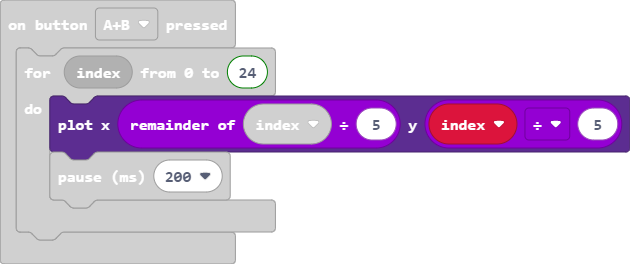 on button A+B pressed
for index from 0 to 24
do
plot x remainder of index ÷ 5 y index ÷ 5
pause (ms) 200